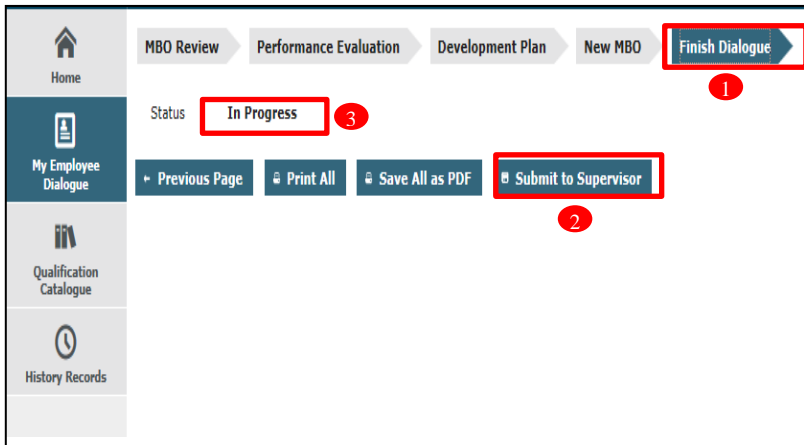 Home
My Employee
Dialogue
Qualification
Catalogue
History Records
MBO Review Performance Evaluation Development Plan New MBO Finish Dialogue
1
Status In Progress 3
Previous Page Print All Save All as PDF Submit to Supervisor
2